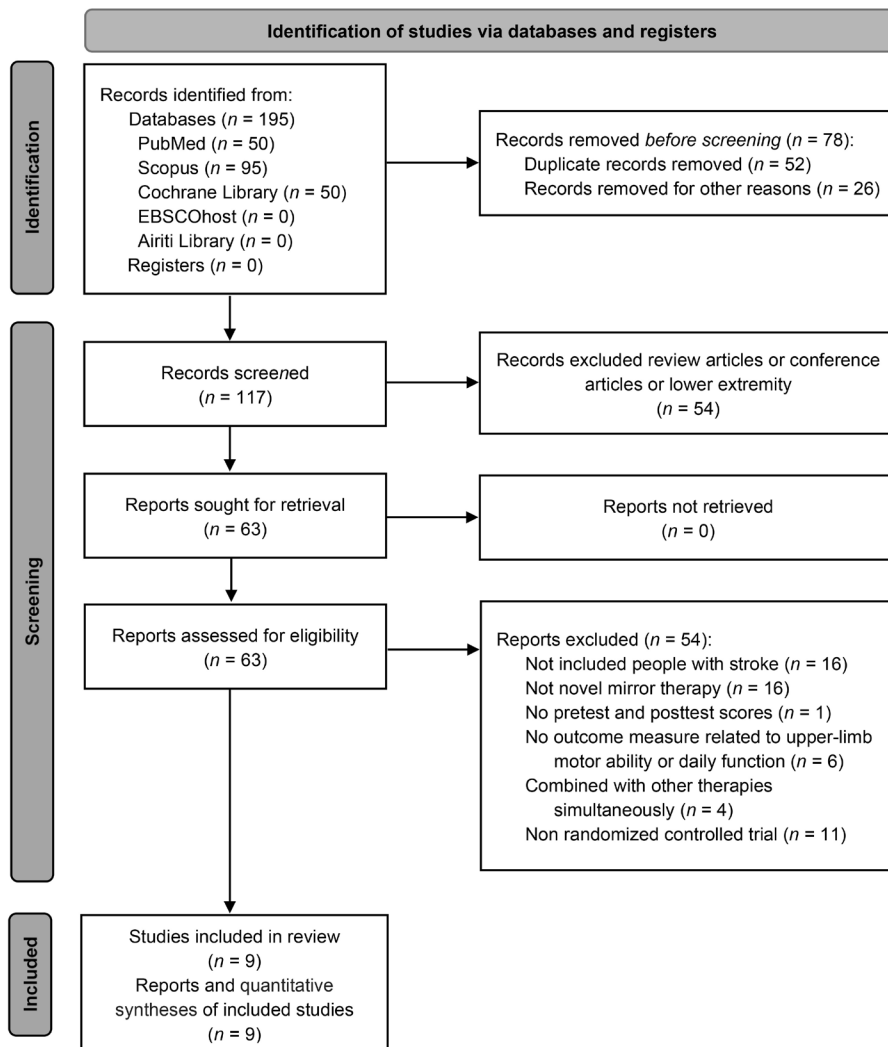 Identification of studies via databases and registers
Identification
Records identified from:
Databases (n = 195)
PubMed (n = 50)
Scopus (n = 95)
Cochrane Library (n = 50)
EBSCOhost (n = 0)
Airiti Library (n = 0)
Registers (n = 0)
Records removed before screening (n = 78):
Duplicate records removed (n = 52)
Records removed for other reasons (n = 26)
Screening
Records screened
(n = 117)
Records excluded review articles or conference
articles or lower extremity
(n = 54)
Reports sought for retrieval
(n = 63)
Reports not retrieved
(n = 0)
Reports assessed for eligibility
(n = 63)
Reports excluded (n = 54):
Not included people with stroke (n = 16)
Not novel mirror therapy (n = 16)
No pretest and posttest scores (n = 1)
No outcome measure related to upper-limb
motor ability or daily function (n = 6)
Combined with other therapies
simultaneously (n = 4)
Non randomized controlled trial (n = 11)
Included
Studies included in review
(n = 9)
Reports and quantitative
syntheses of included studies
(n = 9)